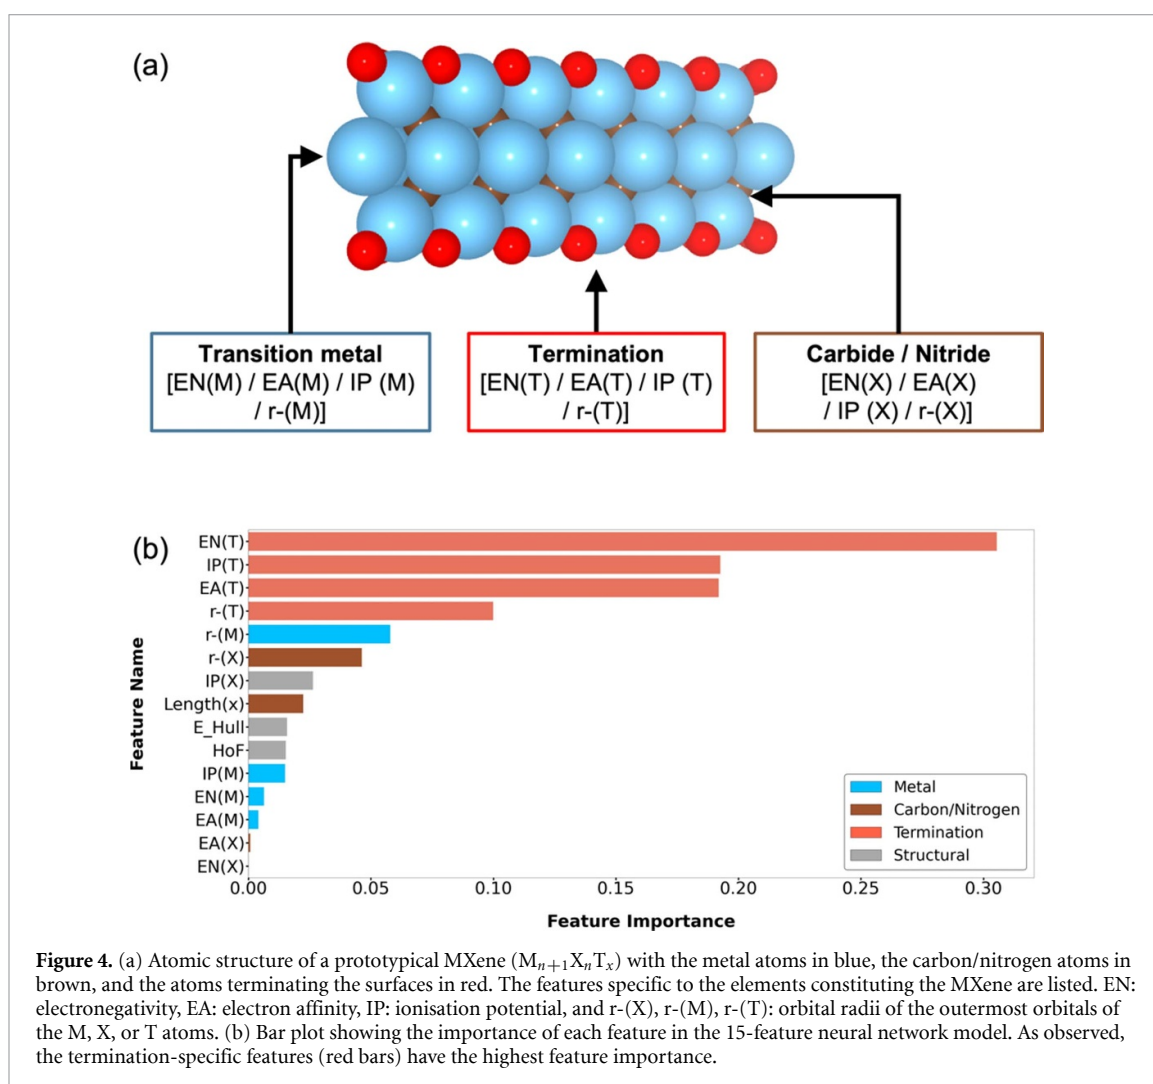 (a)
Transition metal
[EN(M) / EA(M) / IP (M)
/ r-(M)]
Termination
[EN(T) / EA(T) / IP (T)
/ r-(T)]
Carbide / Nitride
[EN(X) / EA(X)
/ IP (X) / r-(X)]
(b)
Feature Name
EN(T)
IP(T)
EA(T)
r-(T)
r-(M)
r-(X)
IP(X)
Length(x)
E_Hull
HoF
IP(M)
EN(M)
EA(M)
EA(X)
EN(X)
Metal
Carbon/Nitrogen
Termination
Structural
0.00 0.05 0.10 0.15 0.20 0.25 0.30
Feature Importance
Figure 4. (a) Atomic structure of a prototypical MXene (Mₙ₊₁XₙTₓ) with the metal atoms in blue, the carbon/nitrogen atoms in
brown, and the atoms terminating the surfaces in red. The features specific to the elements constituting the MXene are listed. EN:
electronegativity, EA: electron affinity, IP: ionisation potential, and r-(X), r-(M), r-(T): orbital radii of the outermost orbitals of
the M, X, or T atoms. (b) Bar plot showing the importance of each feature in the 15-feature neural network model. As observed,
the termination-specific features (red bars) have the highest feature importance.